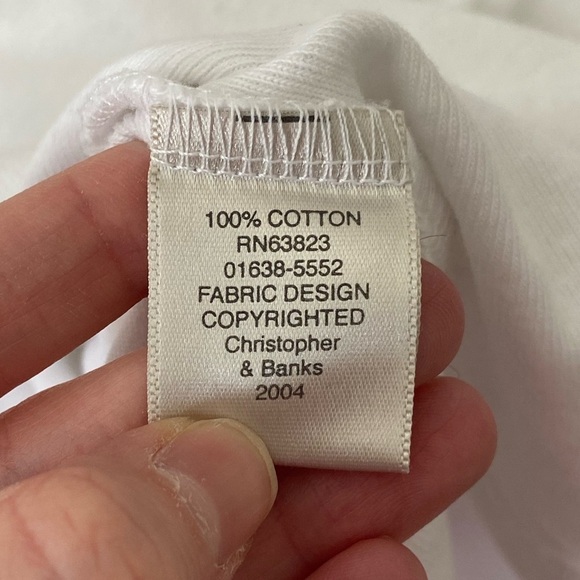 100% COTTON
RN63823
01638-5552
FABRIC DESIGN
COPYRIGHTED
Christopher
& Banks
2004